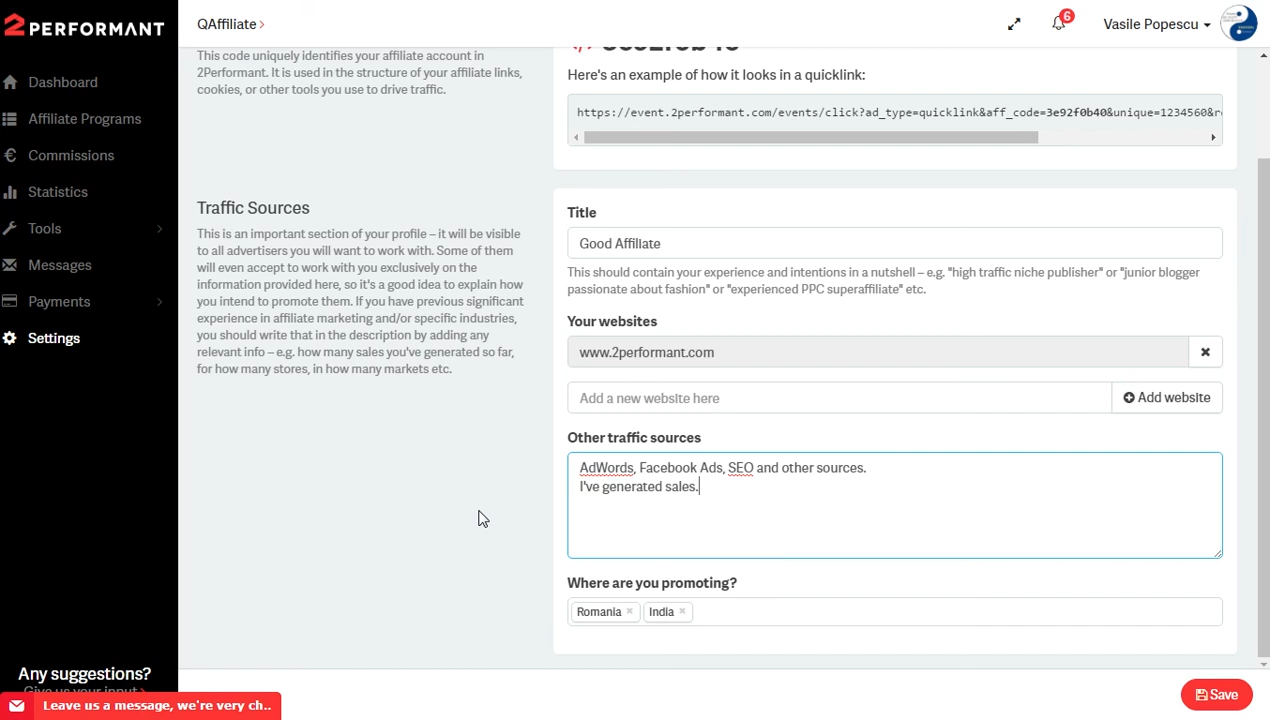 2PERFORMANT
QAffiliate
6
Vasile Popescu
Dashboard
Affiliate Programs
Commissions
Statistics
Tools
Messages
Payments
Settings
Any suggestions?
Give us your input
Leave us a message, we're very ch..
This code uniquely identifies your affiliate account in
2Performant. It is used in the structure of your affiliate links,
cookies, or other tools you use to drive traffic.
Here's an example of how it looks in a quicklink:
https://event.2performant.com/events/click?ad_type=quicklink&aff_code=3e92f0b40&unique=1234560&r
Traffic Sources
This is an important section of your profile – it will be visible
to all advertisers you will want to work with. Some of them
will even accept to work with you exclusively on the
information provided here, so it's a good idea to explain how
you intend to promote them. If you have previous significant
experience in affiliate marketing and/or specific industries,
you should write that in the description by adding any
relevant info – e.g. how many sales you've generated so far,
for how many stores, in how many markets etc.
Title
Good Affiliate
This should contain your experience and intentions in a nutshell – e.g. "high traffic niche publisher" or "junior blogger
passionate about fashion" or "experienced PPC superaffiliate" etc.
Your websites
www.2performant.com
Add a new website here
Add website
Other traffic sources
AdWords, Facebook Ads, SEO and other sources.
I've generated sales.
Where are you promoting?
Romania × India ×
Save